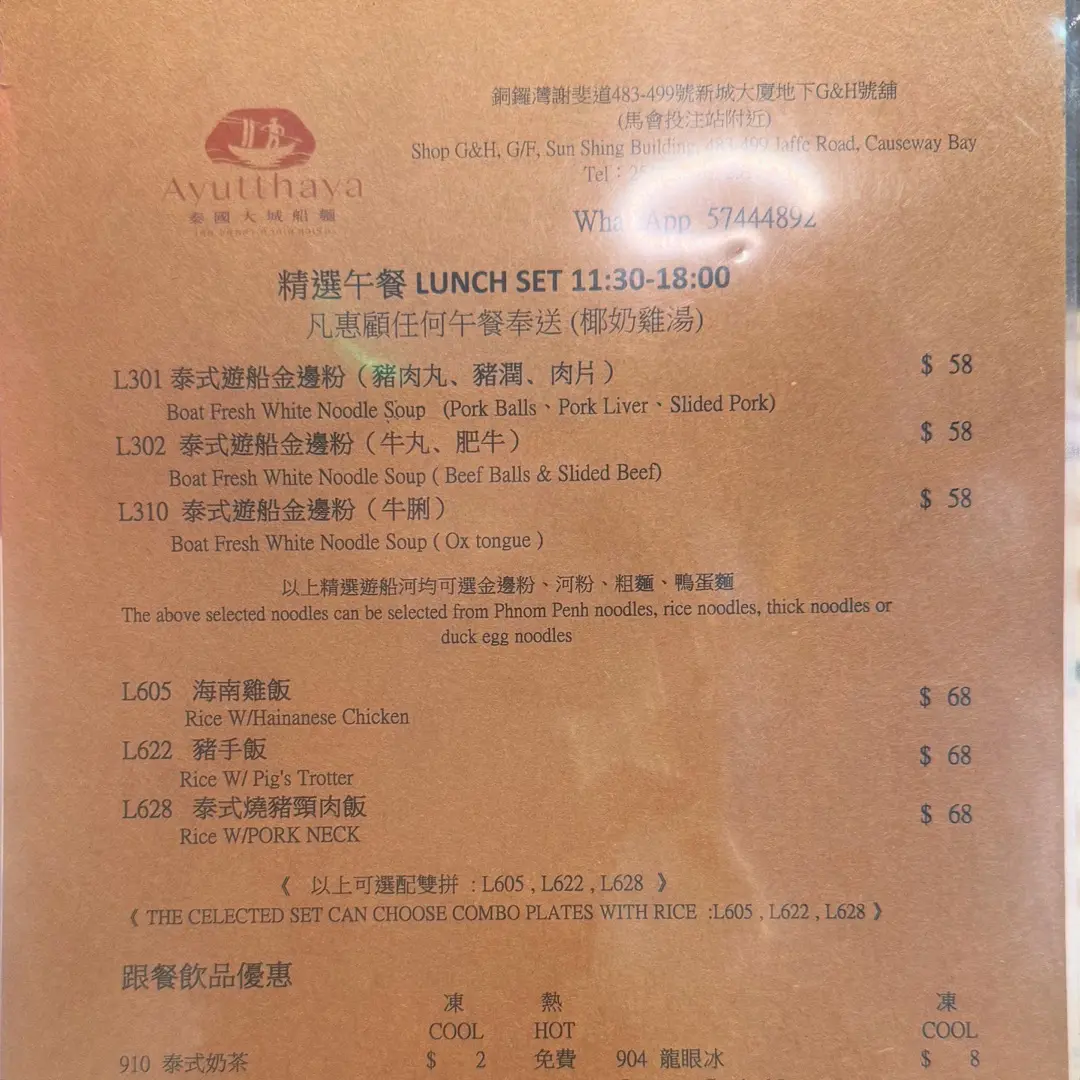 銅鑼灣謝斐道483-499號新城大廈地下G&H號舖
(馬會投注站附近)
Shop G&H, G/F, Sun Shing Building, 483-499 Jaffe Road, Causeway Bay
Ayutthaya
泰國大城船麵
Tel：
WhatsApp 57444892
精選午餐 LUNCH SET 11:30-18:00
凡惠顧任何午餐奉送 (椰奶雞湯)
L301 泰式遊船金邊粉（豬肉丸、豬潤、肉片） $ 58
Boat Fresh White Noodle Soup (Pork Balls、Pork Liver、Slided Pork)
L302 泰式遊船金邊粉（牛丸、肥牛） $ 58
Boat Fresh White Noodle Soup ( Beef Balls & Slided Beef)
L310 泰式遊船金邊粉（牛脷） $ 58
Boat Fresh White Noodle Soup ( Ox tongue )
以上精選遊船河均可選金邊粉、河粉、粗麵、鴨蛋麵
The above selected noodles can be selected from Phnom Penh noodles, rice noodles, thick noodles or
duck egg noodles
L605 海南雞飯 $ 68
Rice W/Hainanese Chicken
L622 豬手飯 $ 68
Rice W/ Pig's Trotter
L628 泰式燒豬頸肉飯 $ 68
Rice W/PORK NECK
《 以上可選配雙拼 : L605 , L622 , L628 》
《 THE CELECTED SET CAN CHOOSE COMBO PLATES WITH RICE :L605 , L622 , L628 》
跟餐飲品優惠
凍 熱 凍
COOL HOT COOL
910 泰式奶茶 $ 2 免費 904 龍眼冰 $ 8